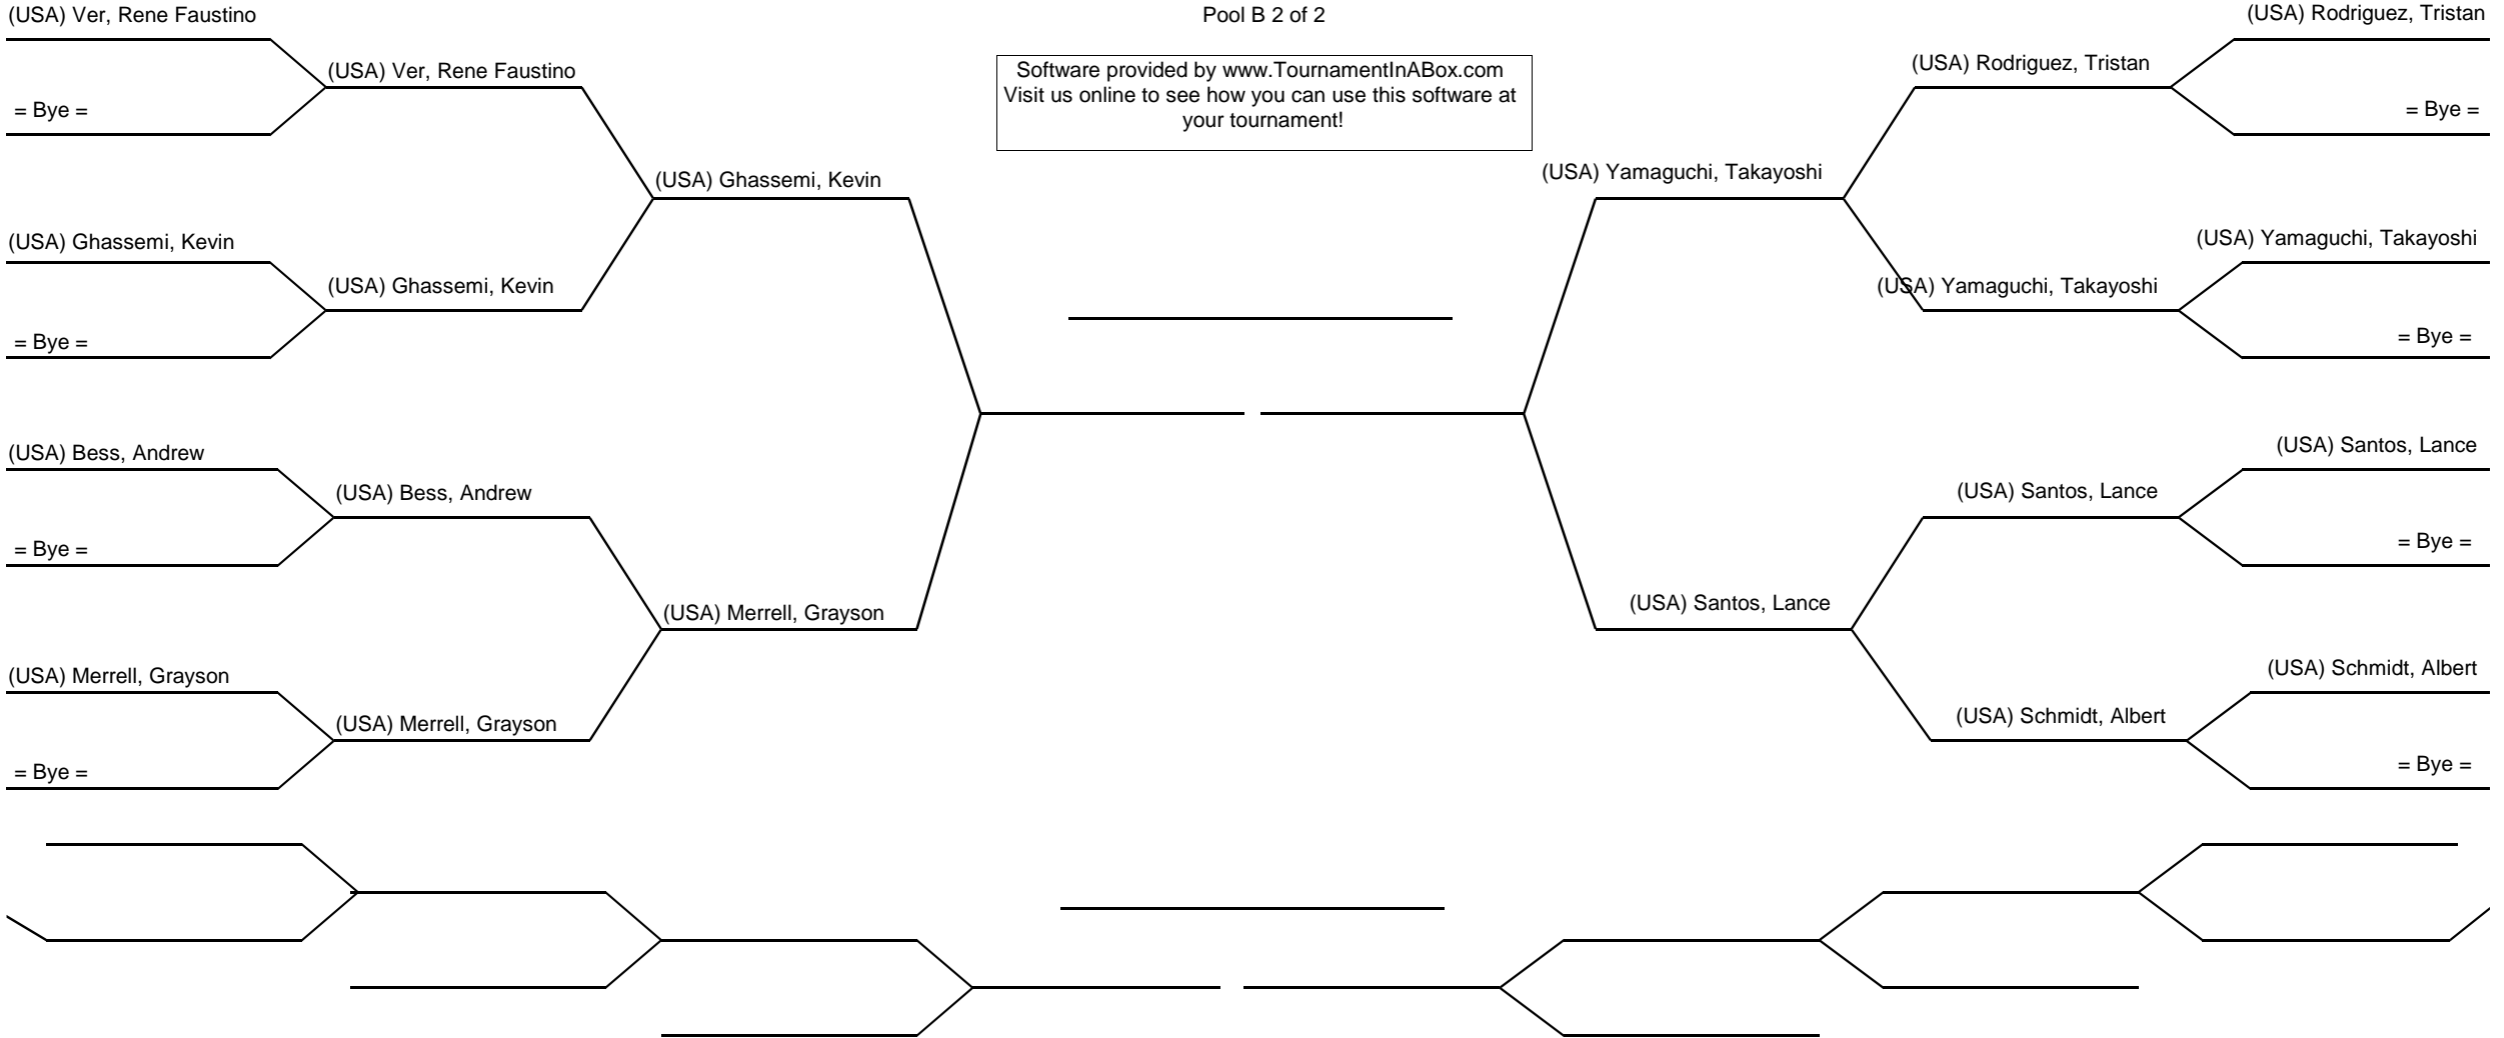 (USA) Ver, Rene Faustino
Pool B 2 of 2
(USA) Rodriguez, Tristan
(USA) Ver, Rene Faustino
Software provided by www.TournamentInABox.com
Visit us online to see how you can use this software at
your tournament!
(USA) Rodriguez, Tristan
= Bye =
= Bye =
(USA) Ghassemi, Kevin
(USA) Yamaguchi, Takayoshi
(USA) Ghassemi, Kevin
(USA) Yamaguchi, Takayoshi
(USA) Ghassemi, Kevin
(USA) Yamaguchi, Takayoshi
= Bye =
= Bye =
(USA) Bess, Andrew
(USA) Santos, Lance
(USA) Bess, Andrew
(USA) Santos, Lance
= Bye =
= Bye =
(USA) Merrell, Grayson
(USA) Santos, Lance
(USA) Merrell, Grayson
(USA) Schmidt, Albert
(USA) Merrell, Grayson
(USA) Schmidt, Albert
= Bye =
= Bye =